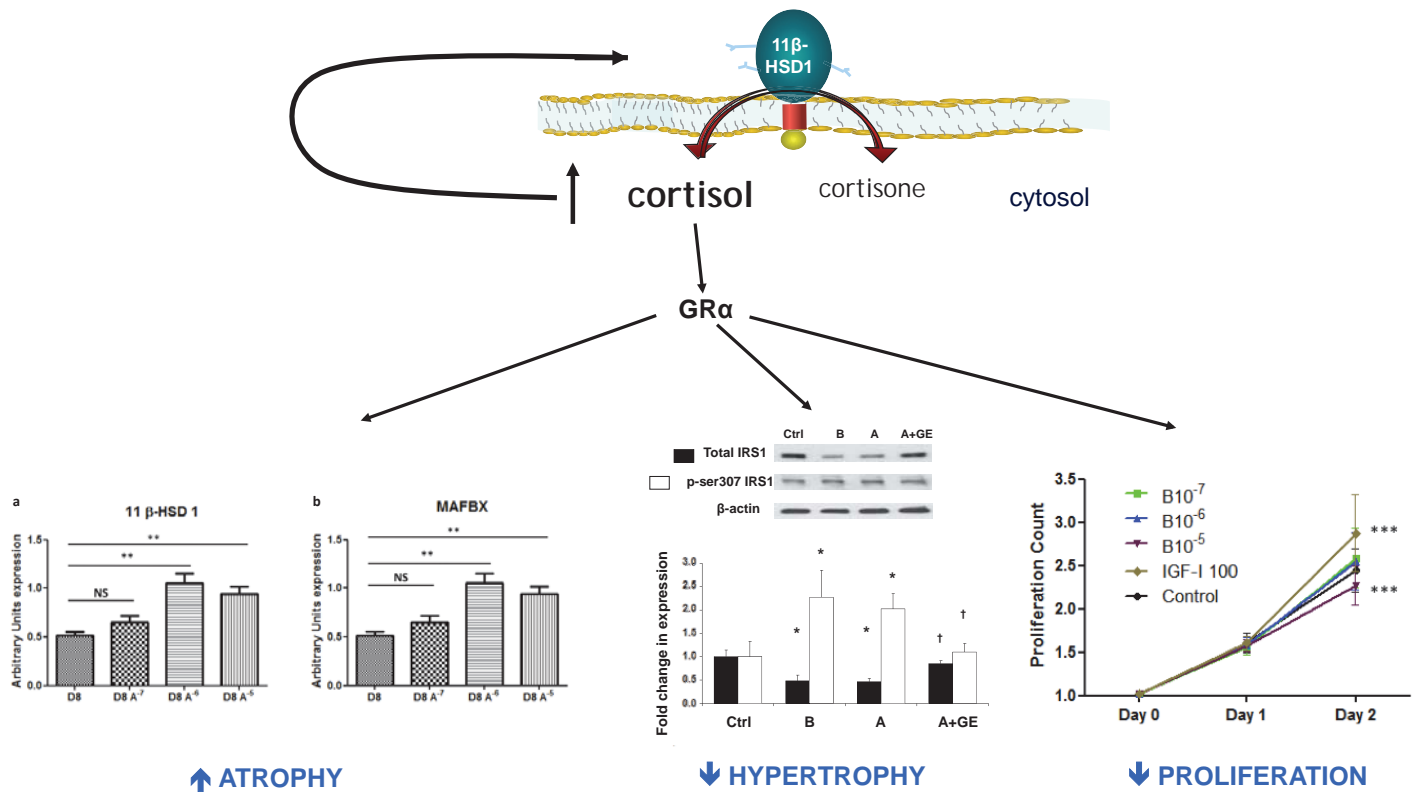 11β-
HSD1
cortisol
cortisone
cytosol
GRα
a
11 β-HSD 1
Arbitrary Units expression
1.5
1.0
0.5
0.0
**
**
NS
D8
D8 A⁻⁷
D8 A⁻⁶
D8 A⁻⁵
b
MAFBX
Arbitrary Units expression
1.5
1.0
0.5
0.0
**
**
NS
D8
D8 A⁻⁷
D8 A⁻⁶
D8 A⁻⁵
ATROPHY
Ctrl B A A+GE
Total IRS1
p-ser307 IRS1
β-actin
Fold change in expression
3.0
2.5
2.0
1.5
1.0
0.5
0.0
* * * * † †
Ctrl B A A+GE
HYPERTROPHY
Proliferation Count
3.5
3.0
2.5
2.0
1.5
1.0
B10⁻⁷
B10⁻⁶
B10⁻⁵
IGF-I 100
Control
***
***
Day 0 Day 1 Day 2
PROLIFERATION